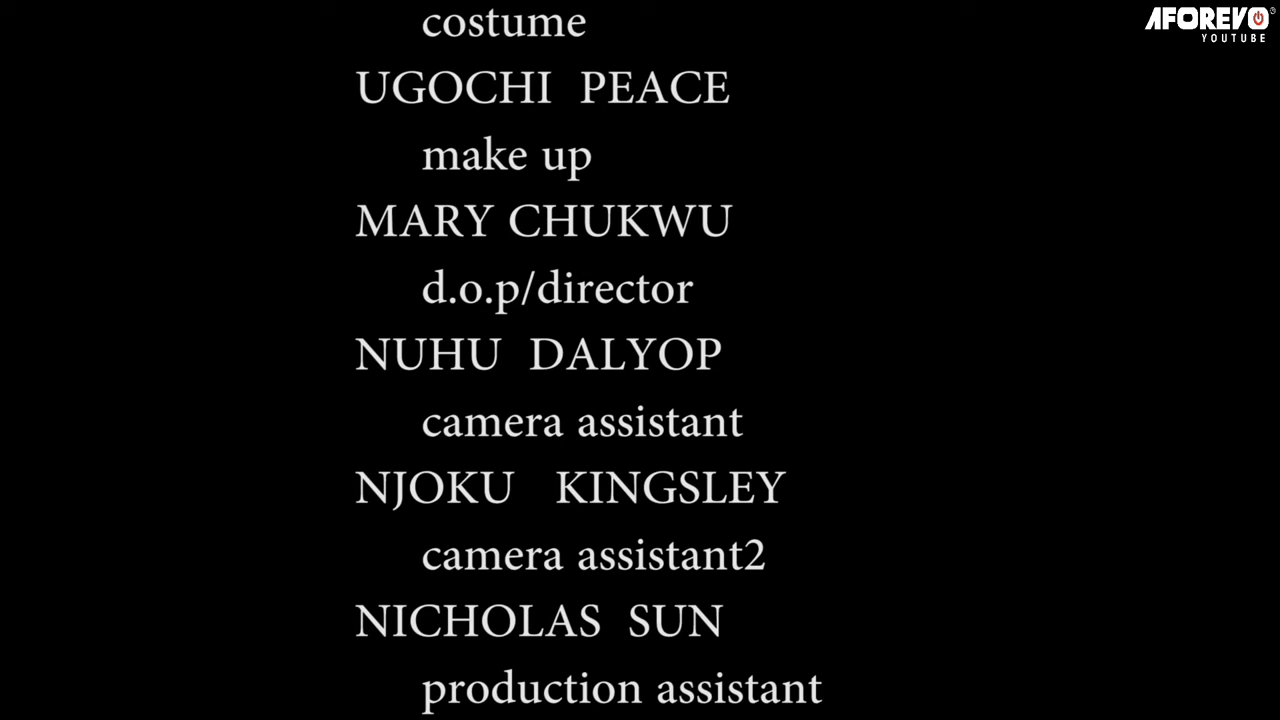 costume
AFOREVO
YOUTUBE
UGOCHI PEACE
make up
MARY CHUKWU
d.o.p/director
NUHU DALYOP
camera assistant
NJOKU KINGSLEY
camera assistant2
NICHOLAS SUN
production assistant